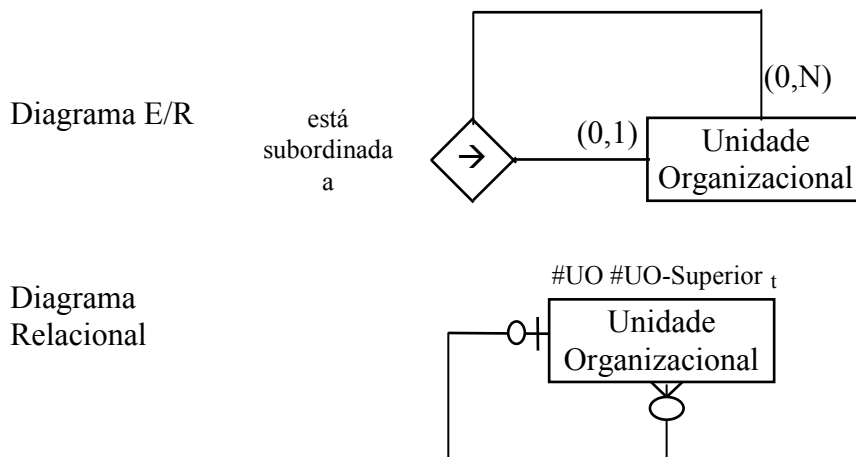 (0,N)
Diagrama E/R
está
subordinada
a
→
(0,1)
Unidade
Organizacional
#UO #UO-Superior t
Diagrama
Relacional
Unidade
Organizacional